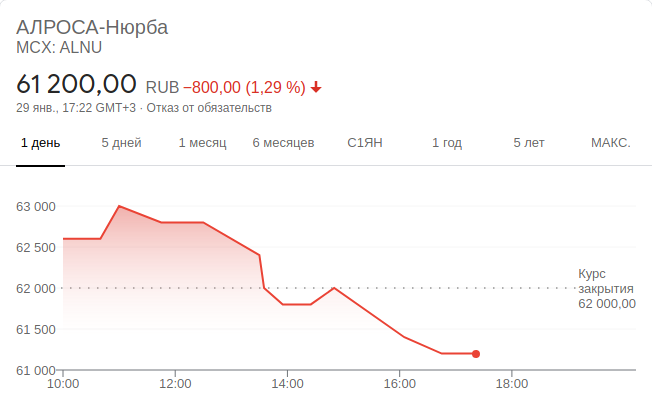 АЛРОСА-Нюрба
MCX: ALNU
61 200,00 RUB −800,00 (1,29 %)
29 янв., 17:22 GMT+3 · Отказ от обязательств
1 день 5 дней 1 месяц 6 месяцев С1ЯН 1 год 5 лет МАКС.
63 000
62 500
62 000
61 500
61 000
Курс
закрытия
62 000,00
10:00 12:00 14:00 16:00 18:00